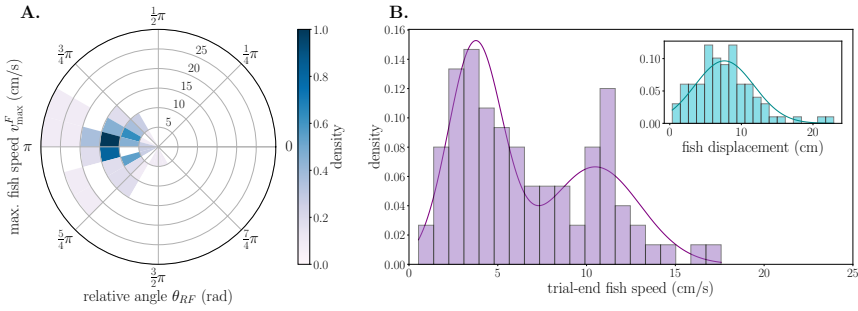 A.
½π
¾π
¼π
25
20
15
10
5
π
0
5/4π
7/4π
3/2π
max. fish speed v^F_max (cm/s)
relative angle θ_RF (rad)
1.0
0.8
0.6
0.4
0.2
0.0
density
B.
0.16
0.14
0.12
0.10
0.08
0.06
0.04
0.02
0.00
density
0
5
10
15
20
25
trial-end fish speed (cm/s)
0.10
0.05
0.00
0
10
20
fish displacement (cm)